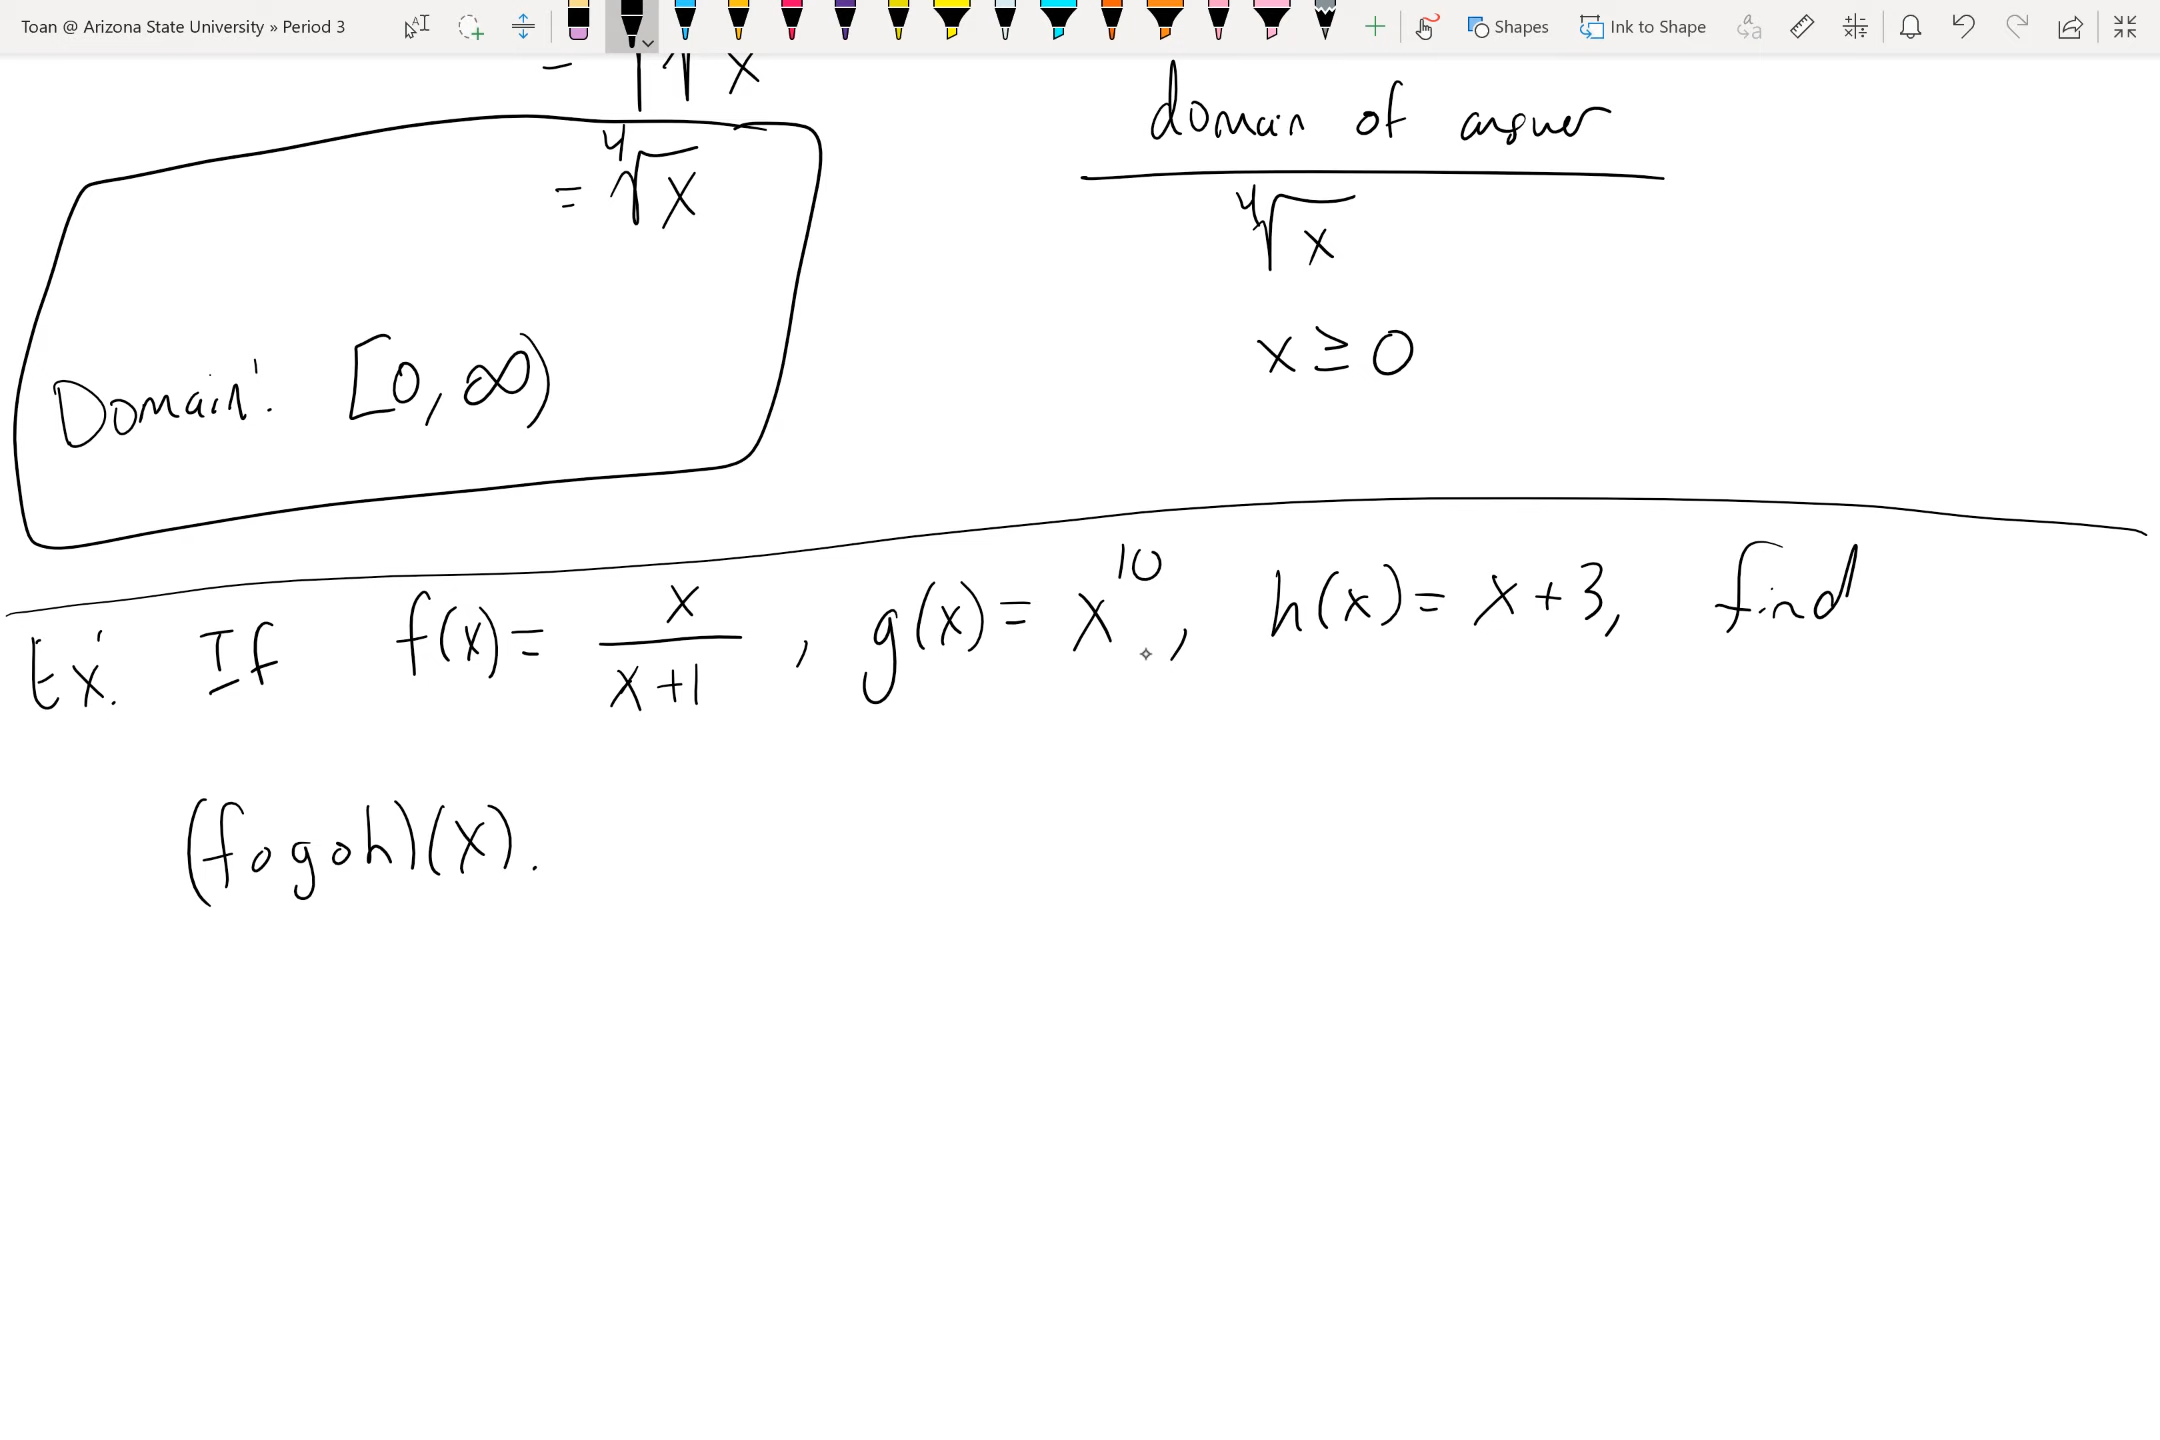 Toan @ Arizona State University » Period 3
Shapes
Ink to Shape
= √√x
= ⁴√x
Domain: [0, ∞)
domain of answer
⁴√x
x ≥ 0
Ex: If f(x) = x/(x+1), g(x) = x¹⁰, h(x) = x+3, find
(f∘g∘h)(x).